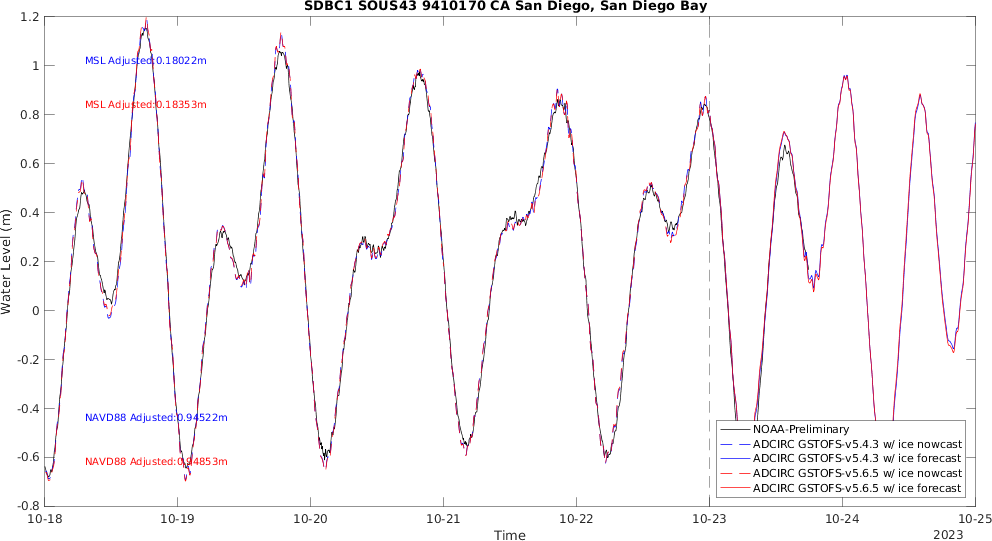 SDBC1 SOUS43 9410170 CA San Diego, San Diego Bay
1.2
1
0.8
0.6
0.4
0.2
0
-0.2
-0.4
-0.6
-0.8
Water Level (m)
MSL Adjusted:0.18022m
MSL Adjusted:0.18353m
NAVD88 Adjusted:0.94522m
NAVD88 Adjusted:0.94853m
NOAA-Preliminary
ADCIRC GSTOFS-v5.4.3 w/ ice nowcast
ADCIRC GSTOFS-v5.4.3 w/ ice forecast
ADCIRC GSTOFS-v5.6.5 w/ ice nowcast
ADCIRC GSTOFS-v5.6.5 w/ ice forecast
10-18 10-19 10-20 10-21 10-22 10-23 10-24 10-25
Time
2023